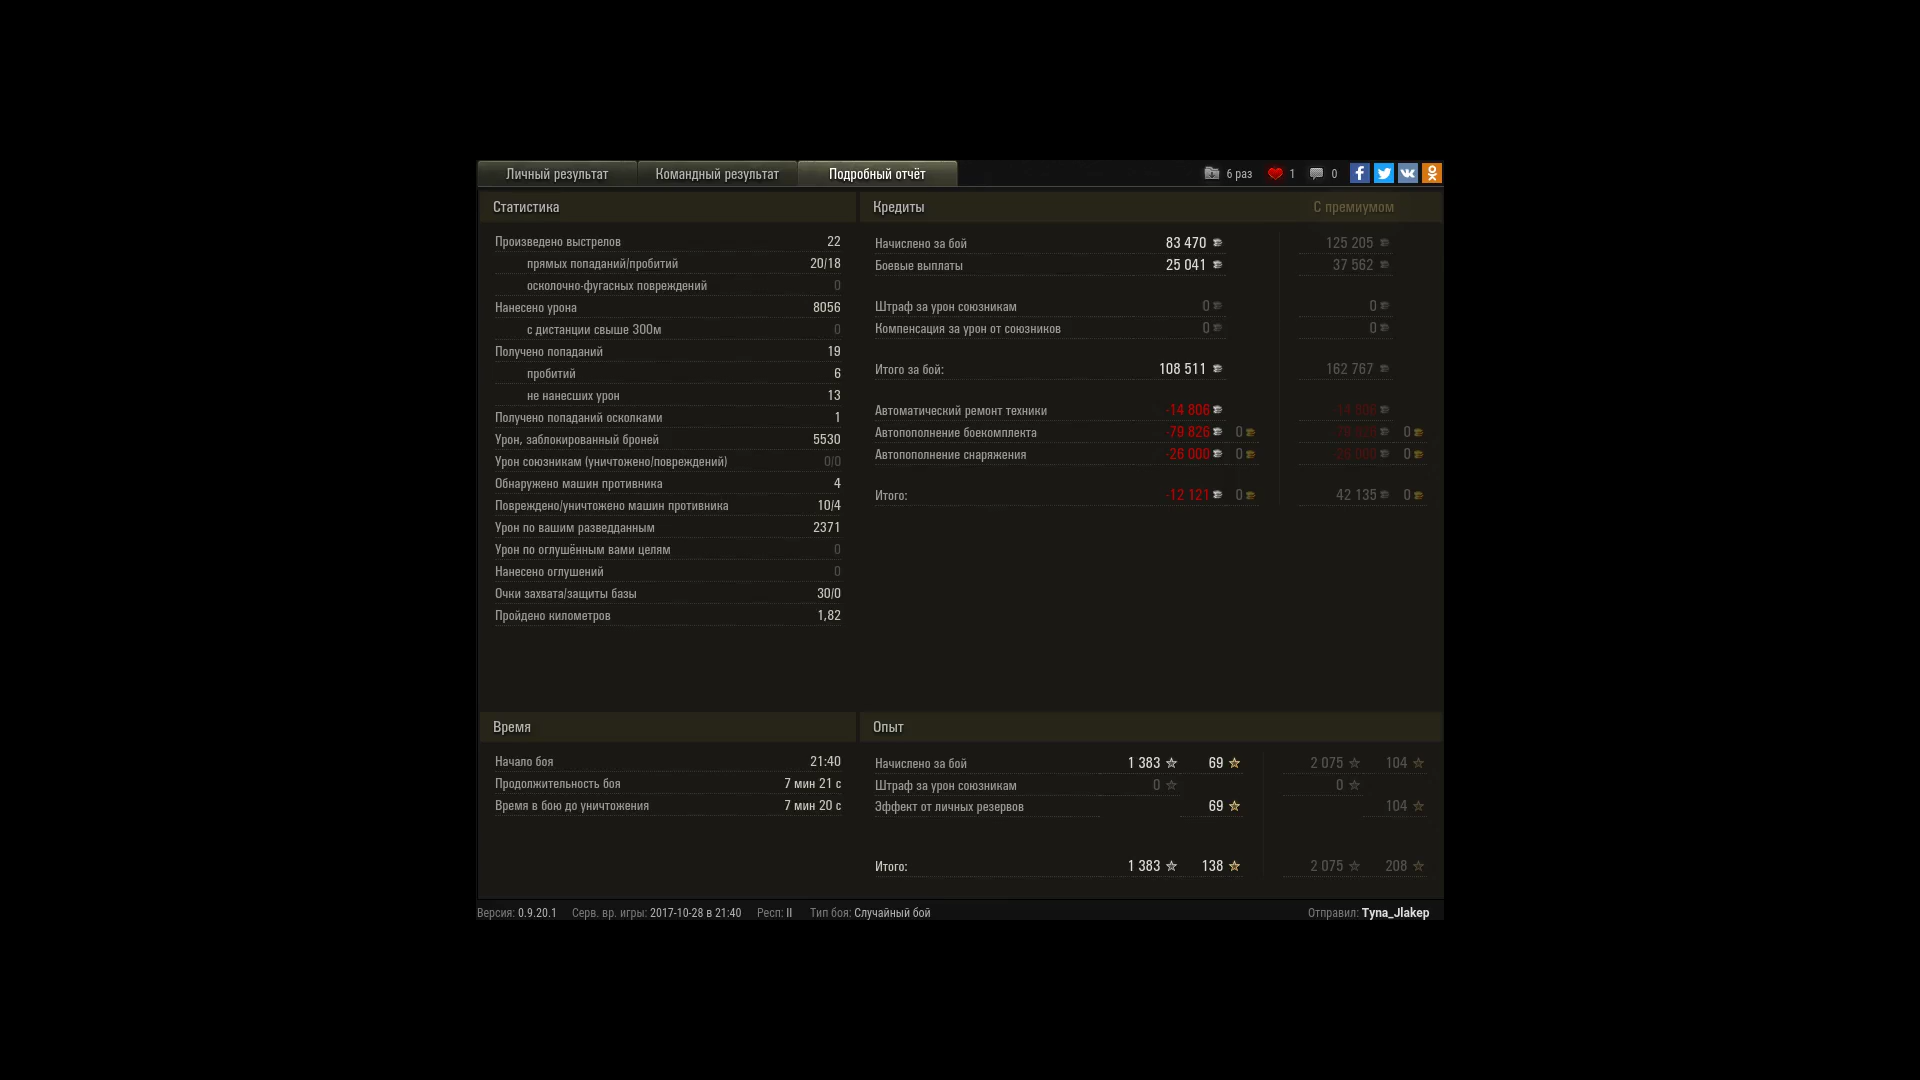 Личный результат Командный результат Подробный отчёт 6 раз 1 0
Статистика
Произведено выстрелов 22
прямых попаданий/пробитий 20/18
осколочно-фугасных повреждений 0
Нанесено урона 8056
с дистанции свыше 300м 0
Получено попаданий 19
пробитий 6
не нанесших урон 13
Получено попаданий осколками 1
Урон, заблокированный броней 5530
Урон союзникам (уничтожено/повреждений) 0/0
Обнаружено машин противника 4
Повреждено/уничтожено машин противника 10/4
Урон по вашим разведданным 2371
Урон по оглушённым вами целям 0
Нанесено оглушений 0
Очки захвата/защиты базы 30/0
Пройдено километров 1,82
Кредиты С премиумом
Начислено за бой 83 470 125 205
Боевые выплаты 25 041 37 562
Штраф за урон союзникам 0 0
Компенсация за урон от союзников 0 0
Итого за бой: 108 511 162 767
Автоматический ремонт техники -14 806 -14 806
Автопополнение боекомплекта -79 826 0 -79 826 0
Автопополнение снаряжения -26 000 0 -26 000 0
Итого: -12 121 0 42 135 0
Время
Начало боя 21:40
Продолжительность боя 7 мин 21 с
Время в бою до уничтожения 7 мин 20 с
Опыт
Начислено за бой 1 383 69 2 075 104
Штраф за урон союзникам 0 0
Эффект от личных резервов 69 104
Итого: 1 383 138 2 075 208
Версия: 0.9.20.1 Серв. вр. игры: 2017-10-28 в 21:40 Респ: II Тип боя: Случайный бой Отправил: Tyna_Jlakep